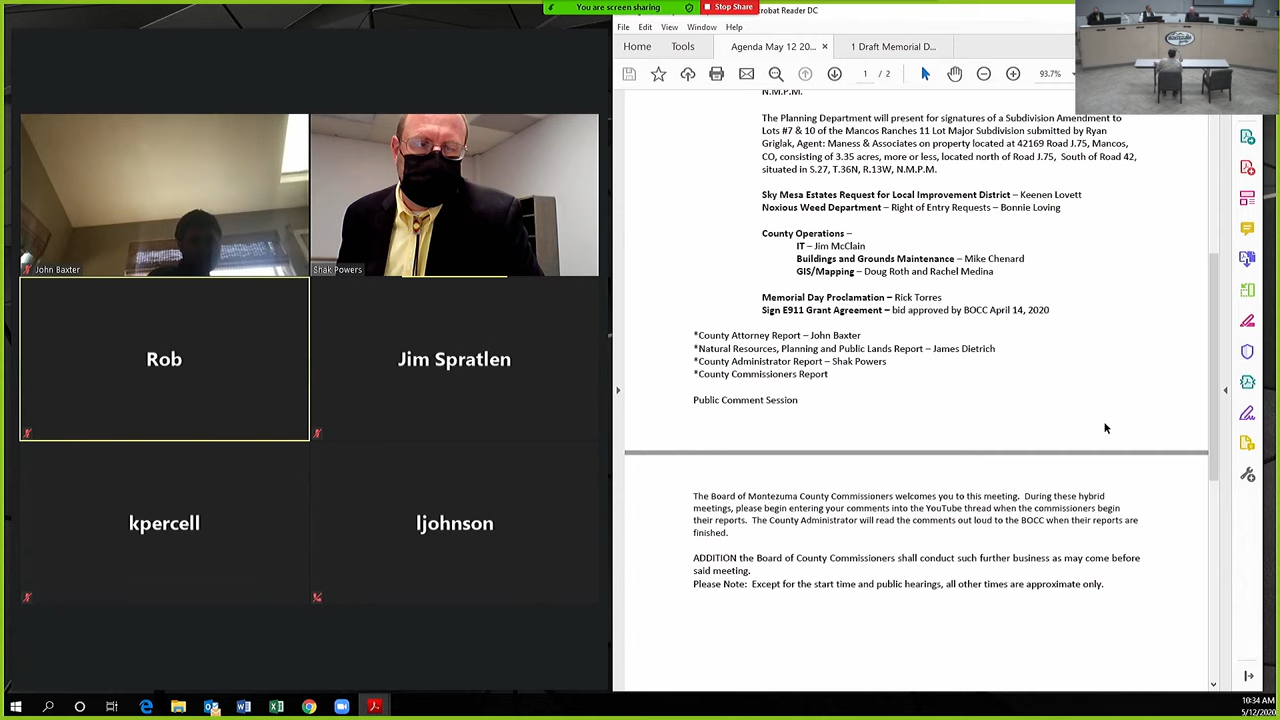 You are screen sharing
Stop Share
crobat Reader DC
File Edit View Window Help
Home Tools Agenda May 12 20... × 1 Draft Memorial D...
1 / 2 93.7%
MONTEZUMA
N.M.P.M.
The Planning Department will present for signatures of a Subdivision Amendment to
Lots #7 & 10 of the Mancos Ranches 11 Lot Major Subdivision submitted by Ryan
Griglak, Agent: Maness & Associates on property located at 42169 Road J.75, Mancos,
CO, consisting of 3.35 acres, more or less, located north of Road J.75, South of Road 42,
situated in S.27, T.36N, R.13W, N.M.P.M.
Sky Mesa Estates Request for Local Improvement District – Keenen Lovett
Noxious Weed Department – Right of Entry Requests – Bonnie Loving
County Operations –
IT – Jim McClain
Buildings and Grounds Maintenance – Mike Chenard
GIS/Mapping – Doug Roth and Rachel Medina
Memorial Day Proclamation – Rick Torres
Sign E911 Grant Agreement – bid approved by BOCC April 14, 2020
*County Attorney Report – John Baxter
*Natural Resources, Planning and Public Lands Report – James Dietrich
*County Administrator Report – Shak Powers
*County Commissioners Report
Public Comment Session
The Board of Montezuma County Commissioners welcomes you to this meeting. During these hybrid
meetings, please begin entering your comments into the YouTube thread when the commissioners begin
their reports. The County Administrator will read the comments out loud to the BOCC when their reports are
finished.
ADDITION the Board of County Commissioners shall conduct such further business as may come before
said meeting.
Please Note: Except for the start time and public hearings, all other times are approximate only.
John Baxter
Shak Powers
Rob
Jim Spratlen
kpercell
ljohnson
10:34 AM
5/12/2020